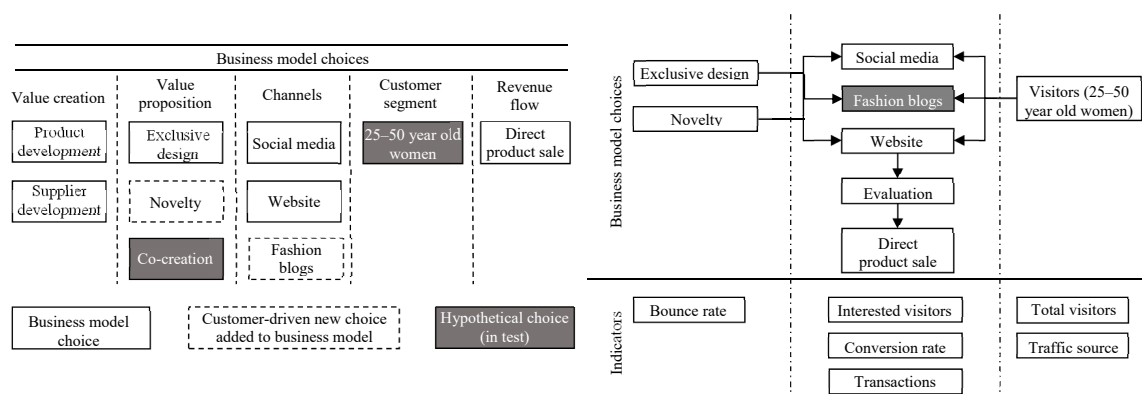 Business model choices
Value creation
Value
proposition
Channels
Customer
segment
Revenue
flow
Product
development
Exclusive
design
Social media
25–50 year old
women
Direct
product sale
Supplier
development
Novelty
Website
Co-creation
Fashion
blogs
Business model
choice
Customer-driven new choice
added to business model
Hypothetical choice
(in test)
Business model choices
Exclusive design
Novelty
Social media
Fashion blogs
Website
Evaluation
Direct
product sale
Visitors (25–50
year old women)
Indicators
Bounce rate
Interested visitors
Conversion rate
Transactions
Total visitors
Traffic source